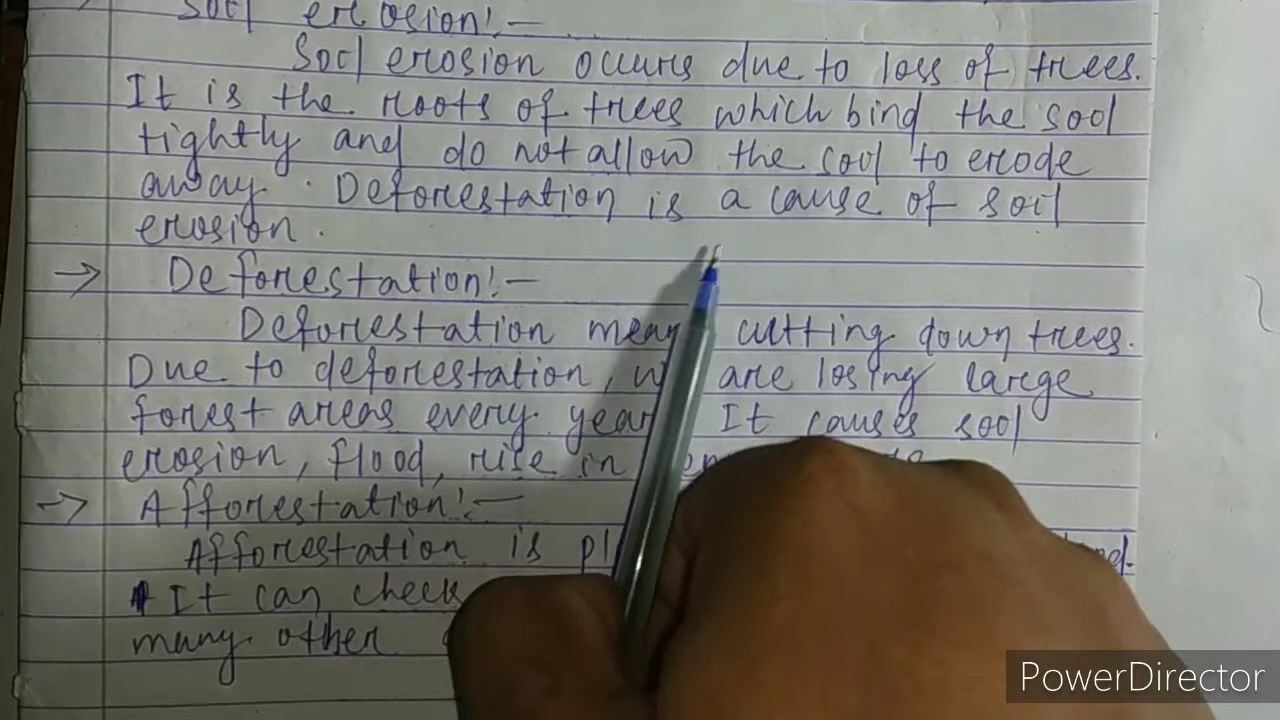 Soil erosion:-
Soil erosion occurs due to loss of trees.
It is the roots of trees which bind the soil
tightly and do not allow the soil to erode
away. Deforestation is a cause of soil
erosion.
→ Deforestation:-
Deforestation mean cutting down trees.
Due to deforestation, we are losing large
forest areas every year It causes soil
erosion, flood, rise in
→ Afforestation:-
Afforestation is
It can check
many other
PowerDirector